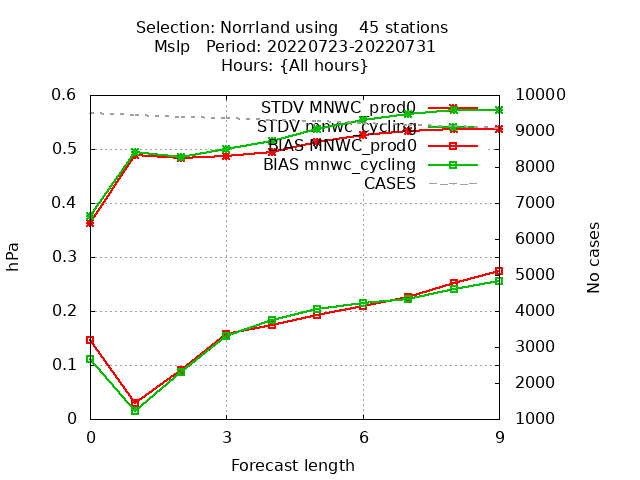 Selection: Norrland using    45 stations
Mslp   Period: 20220723-20220731
Hours: {All hours}
0.6
0.5
0.4
0.3
0.2
0.1
0
hPa
STDV MNWC_prod0
STDV mnwc_cycling
BIAS MNWC_prod0
BIAS mnwc_cycling
CASES
10000
9000
8000
7000
6000
5000
4000
3000
2000
1000
No cases
0 3 6 9
Forecast length